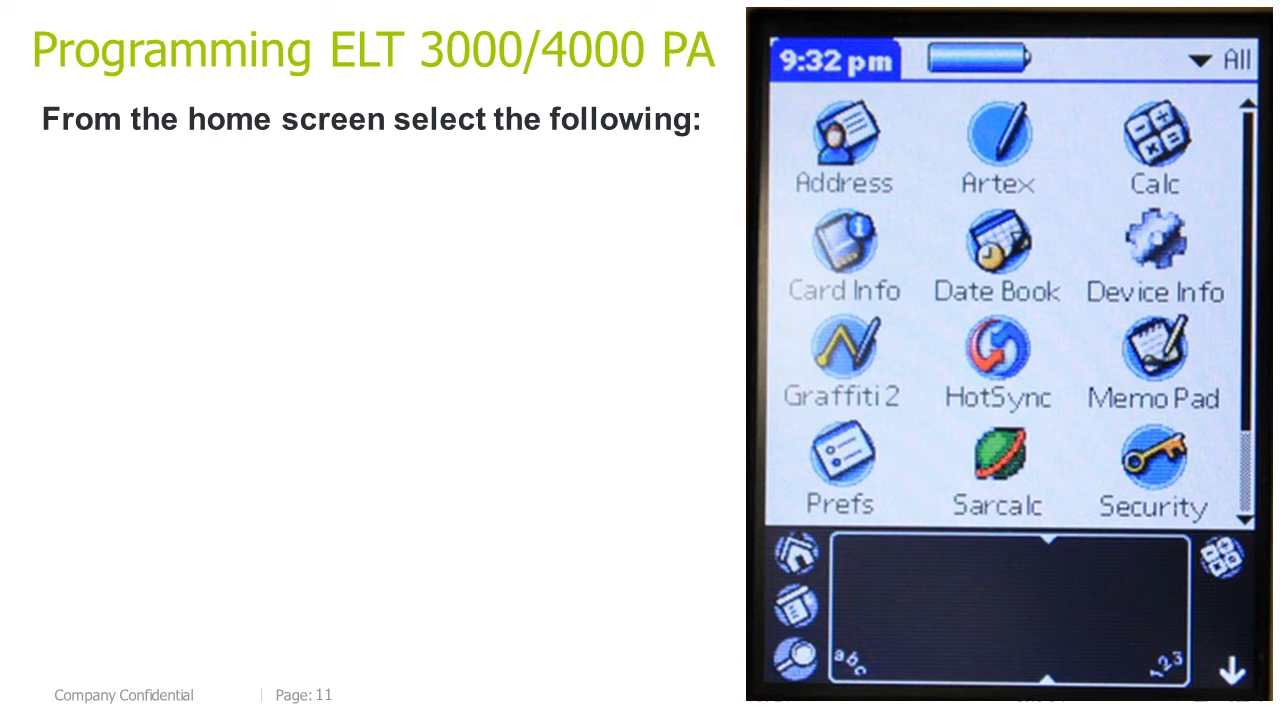 Programming ELT 3000/4000 PA
From the home screen select the following:
9:32 pm
All
Address Artex Calc
Card Info Date Book Device Info
Graffiti 2 HotSync Memo Pad
Prefs Sarcalc Security
abc 123
Company Confidential | Page: 11